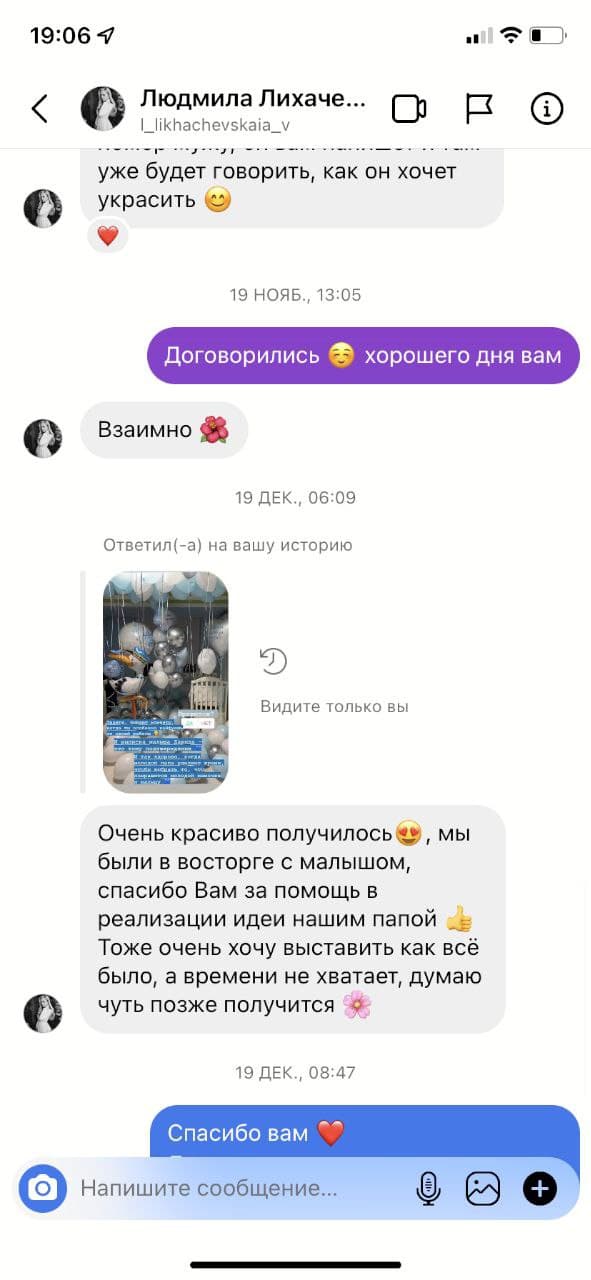 19:06
Людмила Лихаче...
l_likhachevskaia_v
уже будет говорить, как он хочет
украсить 😊
❤️
19 НОЯБ., 13:05
Договорились ☺️ хорошего дня вам
Взаимно 🌺
19 ДЕК., 06:09
Ответил(-а) на вашу историю
Видите только вы
Очень красиво получилось😍, мы
были в восторге с малышом,
спасибо Вам за помощь в
реализации идеи нашим папой 👍
Тоже очень хочу выставить как всё
было, а времени не хватает, думаю
чуть позже получится 🌸
19 ДЕК., 08:47
Спасибо вам ❤️
Напишите сообщение...